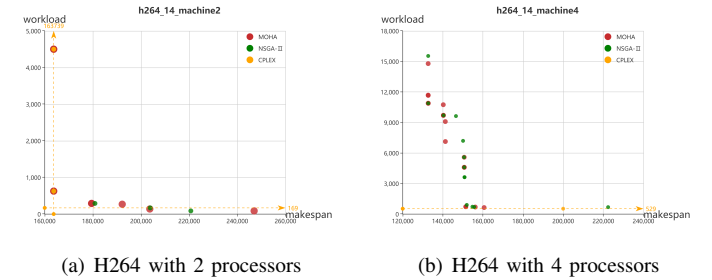 h264_14_machine2
workload
163739
5,000
4,000
3,000
2,000
1,000
0
160,000
180,000
200,000
220,000
240,000
260,000
makespan
168
MOHA
NSGA-II
CPLEX
(a) H264 with 2 processors
h264_14_machine4
workload
18,000
15,000
12,000
9,000
6,000
3,000
0
120,000
140,000
160,000
180,000
200,000
220,000
240,000
makespan
529
MOHA
NSGA-II
CPLEX
(b) H264 with 4 processors